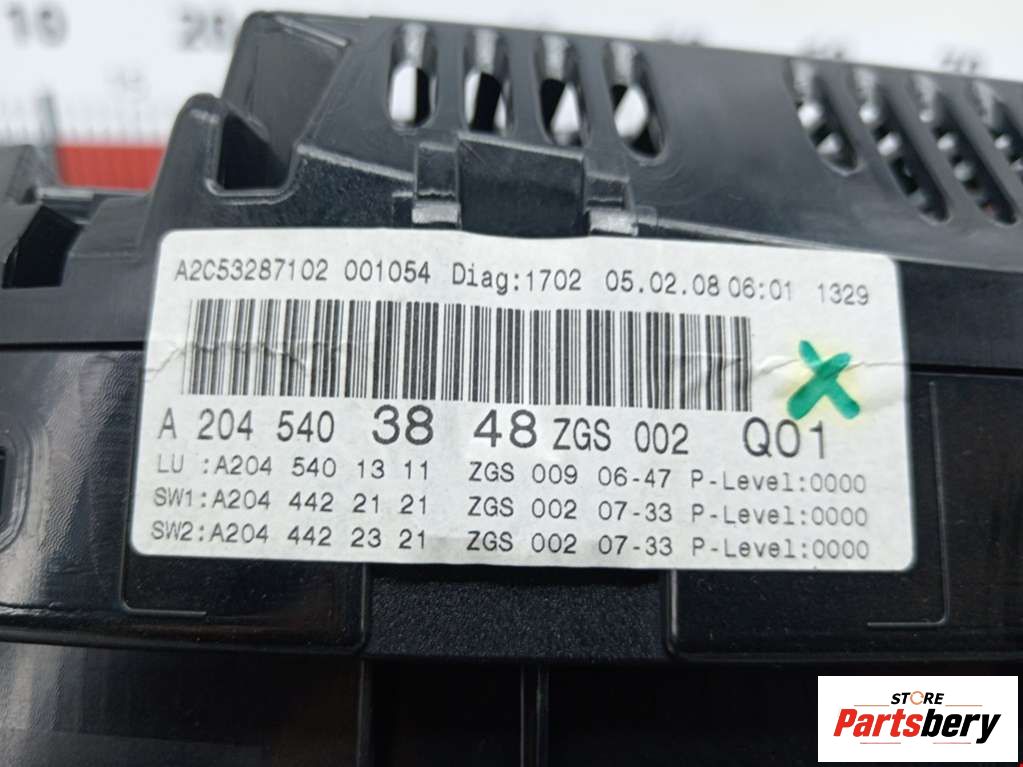 10 20
A2C53287102 001054 Diag:1702 05.02.08 06:01 1329
A 204 540 38 48 ZGS 002 Q01
LU :A204 540 13 11 ZGS 009 06-47 P-Level:0000
SW1:A204 442 21 21 ZGS 002 07-33 P-Level:0000
SW2:A204 442 23 21 ZGS 002 07-33 P-Level:0000
STORE
Partsbery